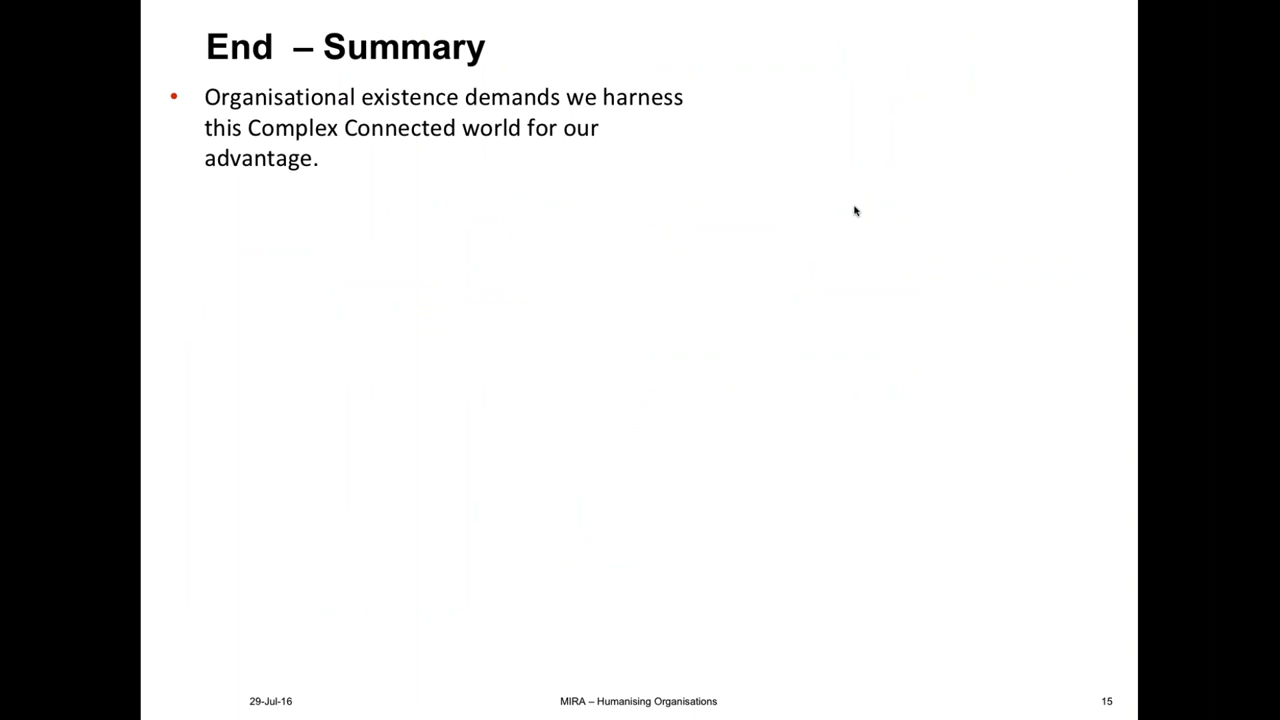 End – Summary
• Organisational existence demands we harness
this Complex Connected world for our
advantage.
29-Jul-16
MIRA – Humanising Organisations
15